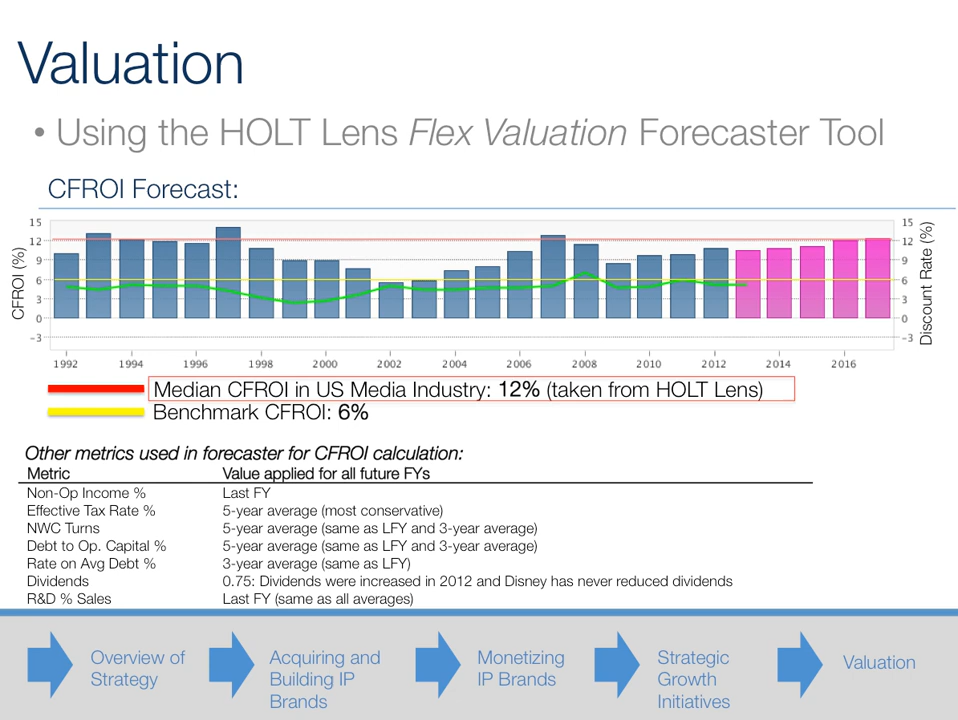 Valuation
• Using the HOLT Lens Flex Valuation Forecaster Tool
CFROI Forecast:
15 15
12 12
9 9
6 6
3 3
0 0
-3 -3
CFROI (%)
Discount Rate (%)
1992 1994 1996 1998 2000 2002 2004 2006 2008 2010 2012 2014 2016
Median CFROI in US Media Industry: 12% (taken from HOLT Lens)
Benchmark CFROI: 6%
Other metrics used in forecaster for CFROI calculation:
Metric Value applied for all future FYs
Non-Op Income % Last FY
Effective Tax Rate % 5-year average (most conservative)
NWC Turns 5-year average (same as LFY and 3-year average)
Debt to Op. Capital % 5-year average (same as LFY and 3-year average)
Rate on Avg Debt % 3-year average (same as LFY)
Dividends 0.75: Dividends were increased in 2012 and Disney has never reduced dividends
R&D % Sales Last FY (same as all averages)
Overview of
Strategy
Acquiring and
Building IP
Brands
Monetizing
IP Brands
Strategic
Growth
Initiatives
Valuation